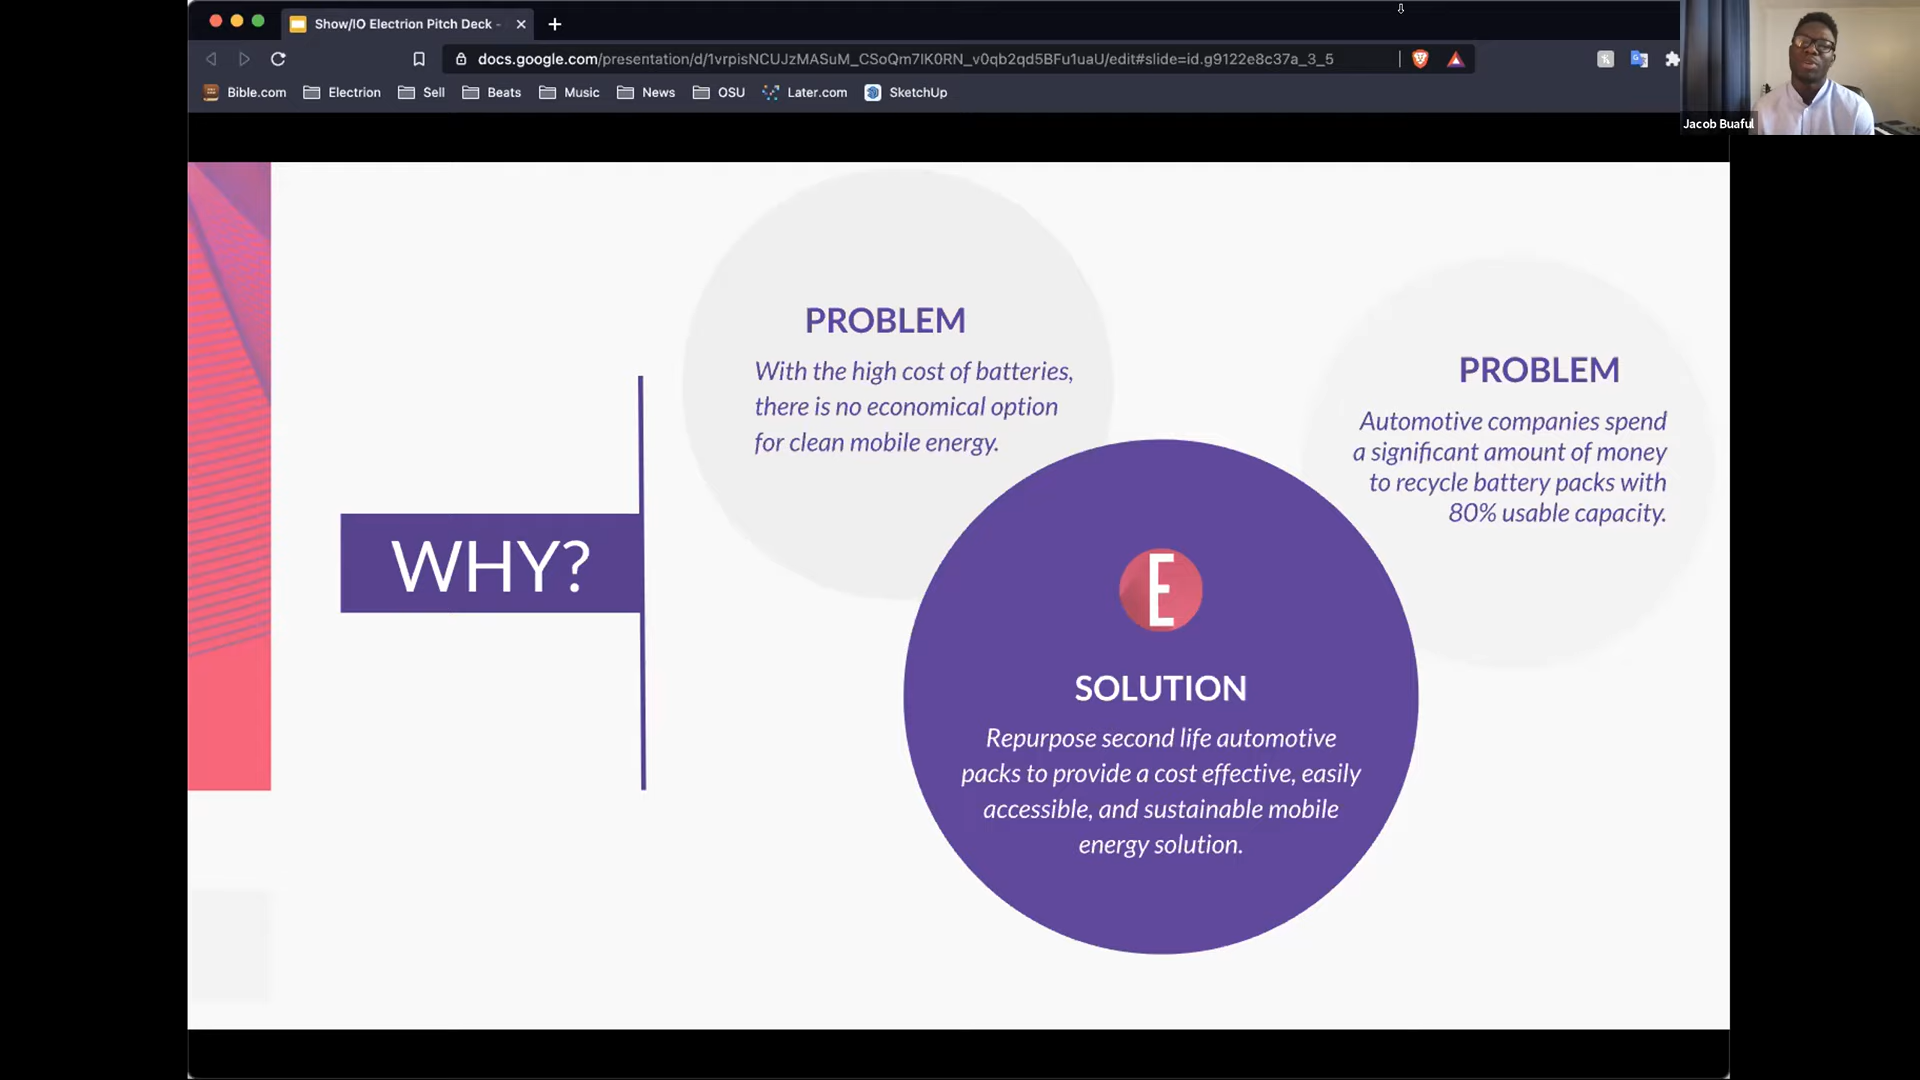 Show/IO Electrion Pitch Deck -
docs.google.com/presentation/d/1vrpisNCUJzMASuM_CSoQm7lK0RN_v0qb2qd5BFu1uaU/edit#slide=id.g9122e8c37a_3_5
Bible.com Electrion Sell Beats Music News OSU Later.com SketchUp
Jacob Buaful
WHY?
PROBLEM
With the high cost of batteries,
there is no economical option
for clean mobile energy.
PROBLEM
Automotive companies spend
a significant amount of money
to recycle battery packs with
80% usable capacity.
E
SOLUTION
Repurpose second life automotive
packs to provide a cost effective, easily
accessible, and sustainable mobile
energy solution.